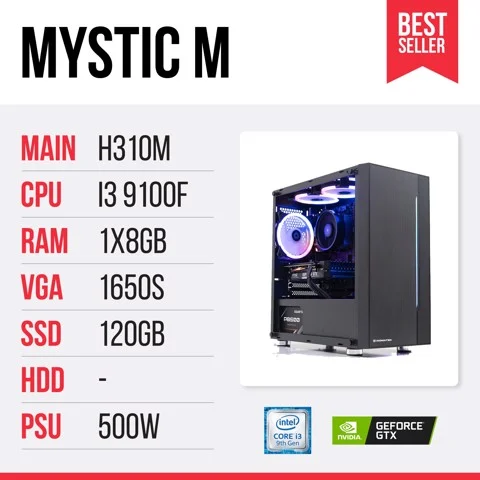 MYSTIC M
BEST
SELLER
MAIN H310M
CPU I3 9100F
RAM 1X8GB
VGA 1650S
SSD 120GB
HDD -
PSU 500W
intel
CORE i3
9th Gen
NVIDIA.
GEFORCE
GTX